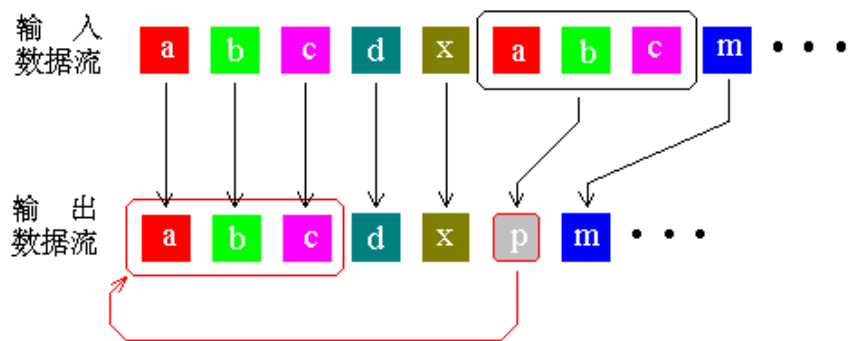 输 入
数据流
a b c d x a b c m • • •
输 出
数据流
a b c d x p m • • •